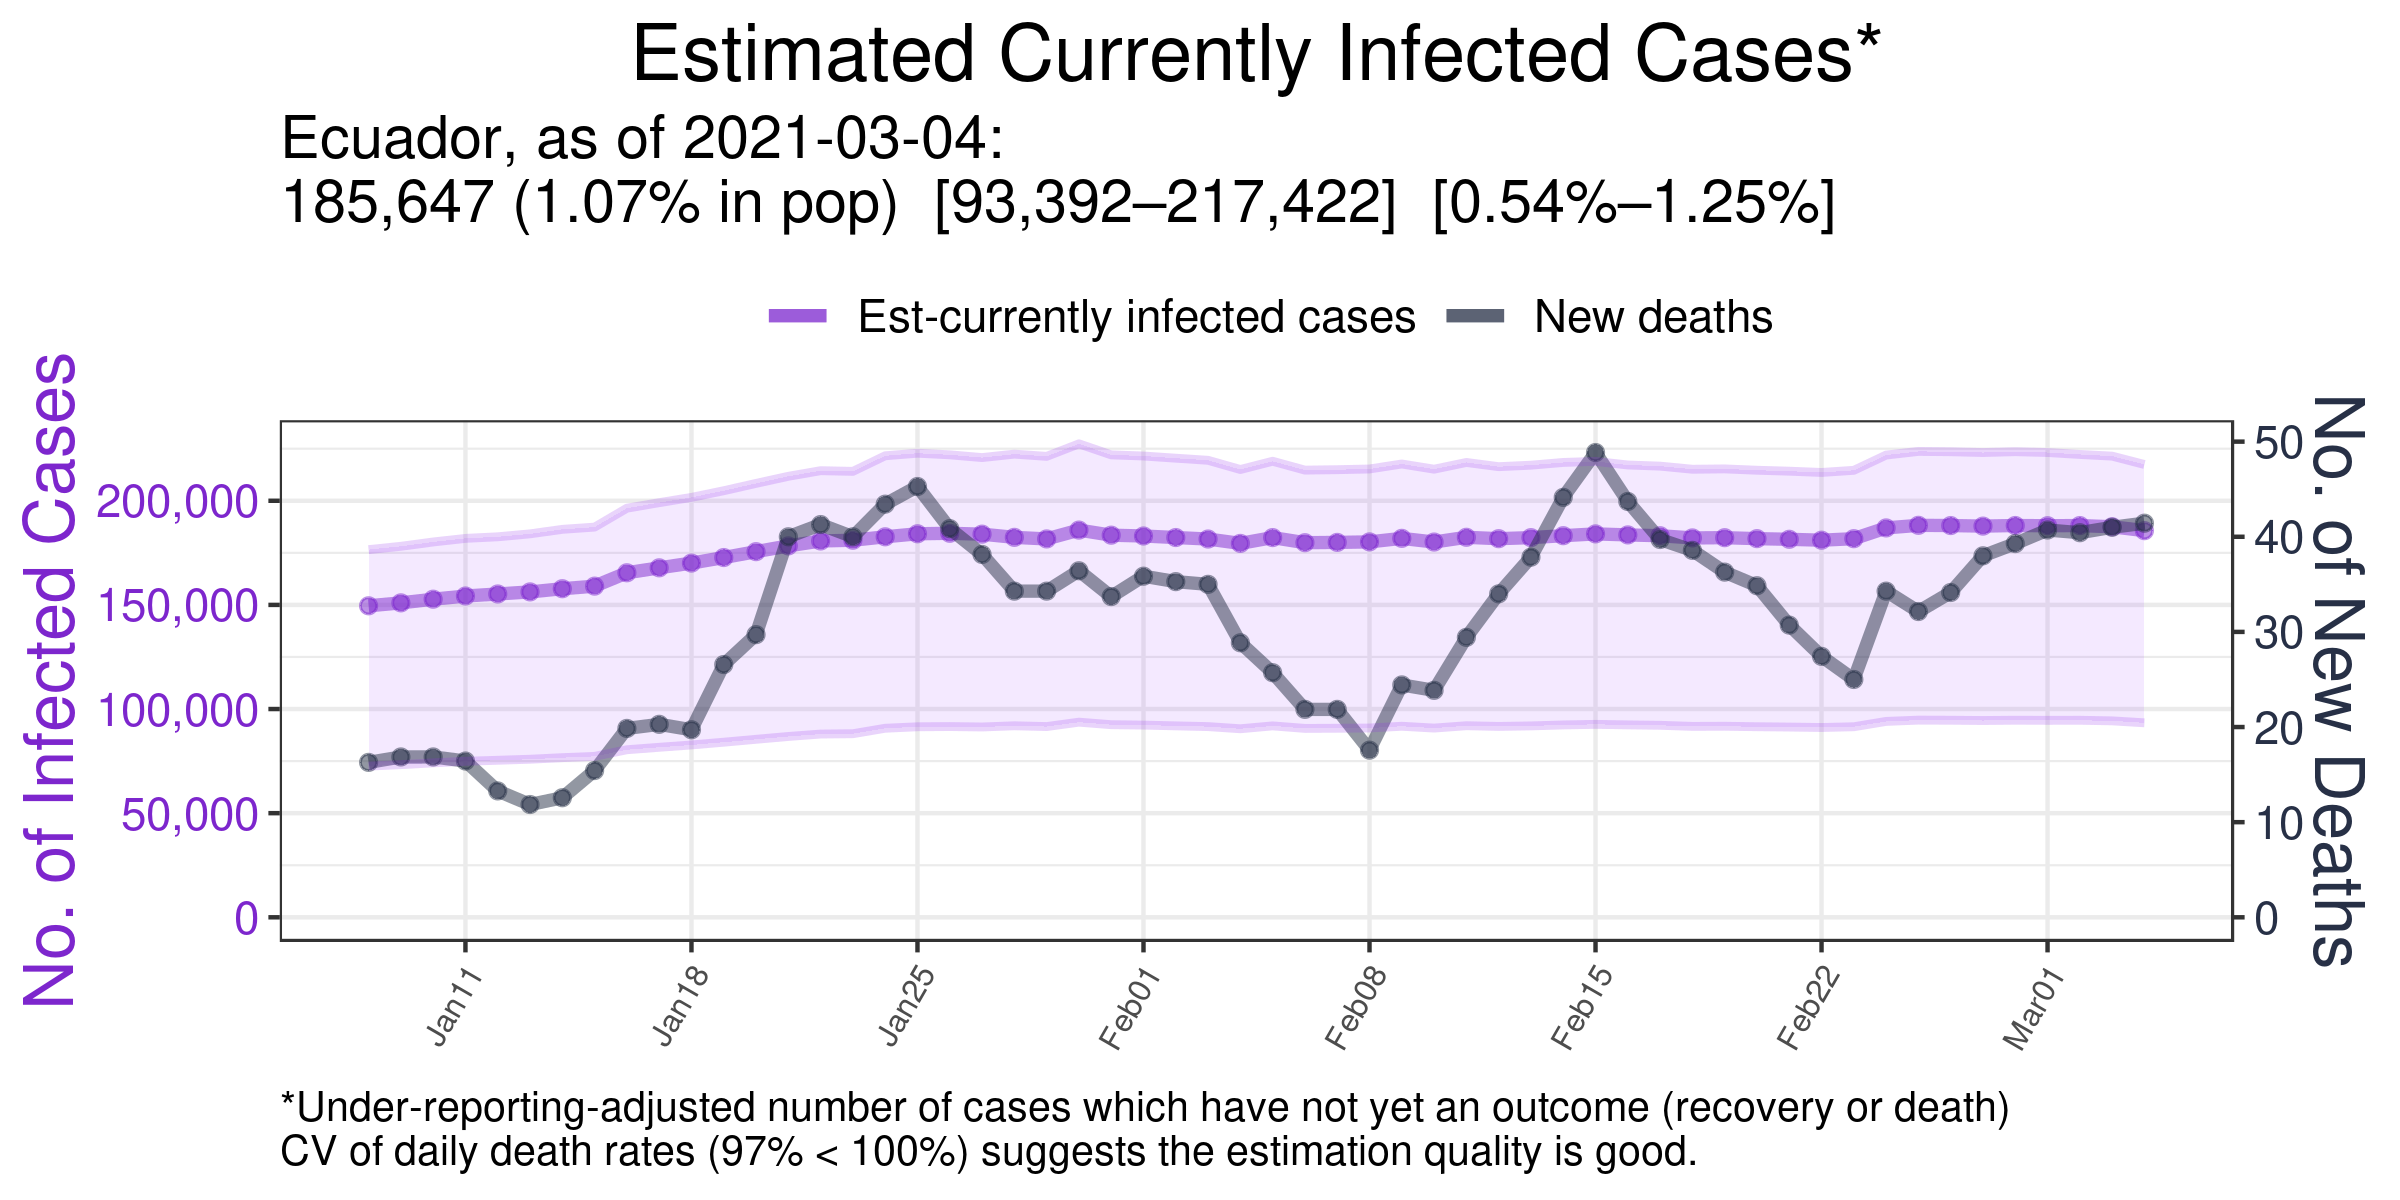 Estimated Currently Infected Cases*
Ecuador, as of 2021-03-04:
185,647 (1.07% in pop)  [93,392–217,422]  [0.54%–1.25%]
Est-currently infected cases
New deaths
No. of Infected Cases
200,000
150,000
100,000
50,000
0
50
40
30
20
10
0
No. of New Deaths
Jan11
Jan18
Jan25
Feb01
Feb08
Feb15
Feb22
Mar01
*Under-reporting-adjusted number of cases which have not yet an outcome (recovery or death)
CV of daily death rates (97% < 100%) suggests the estimation quality is good.